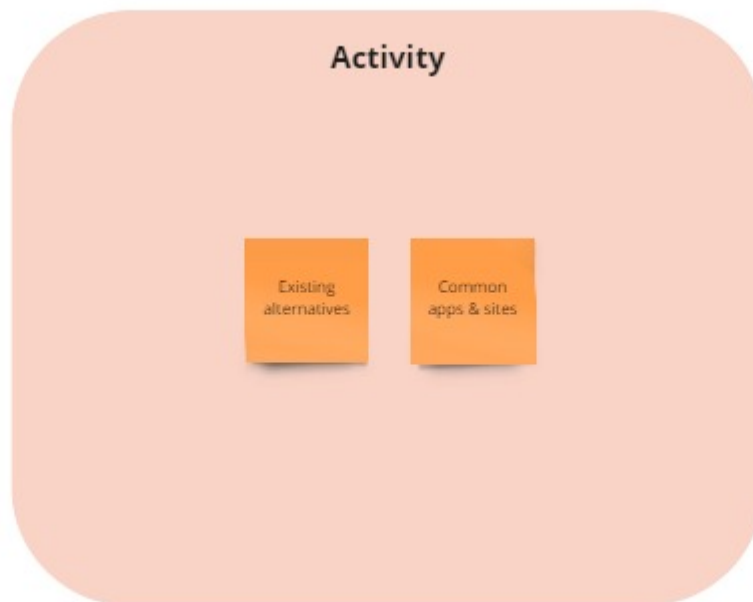 Activity
Existing
alternatives
Common
apps & sites